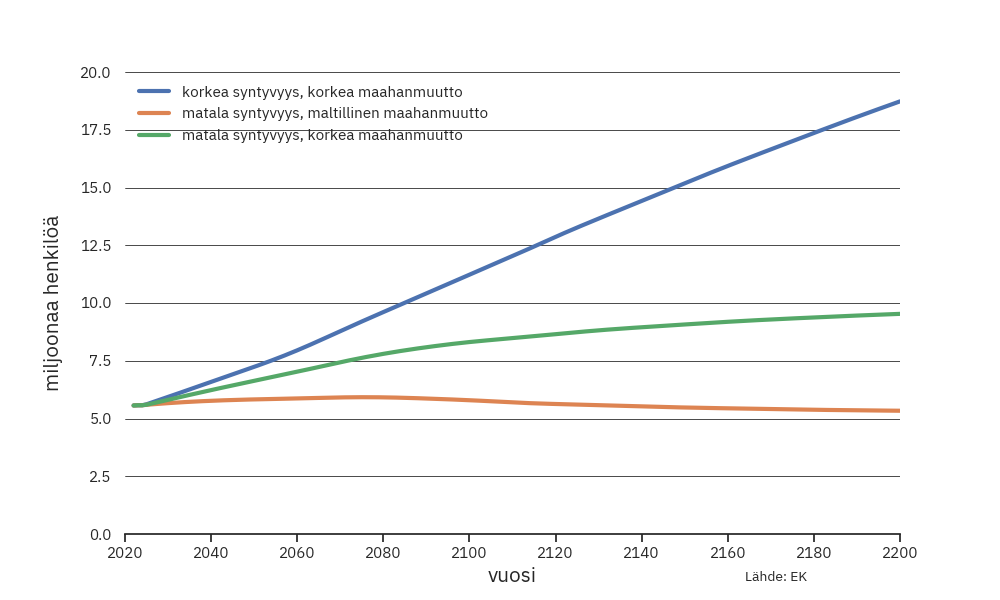 20.0
korkea syntyvyys, korkea maahanmuutto
matala syntyvyys, maltillinen maahanmuutto
17.5
matala syntyvyys, korkea maahanmuutto
15.0
12.5
10.0
7.5
5.0
2.5
0.0
miljoonaa henkilöä
2020 2040 2060 2080 2100 2120 2140 2160 2180 2200
vuosi
Lähde: EK